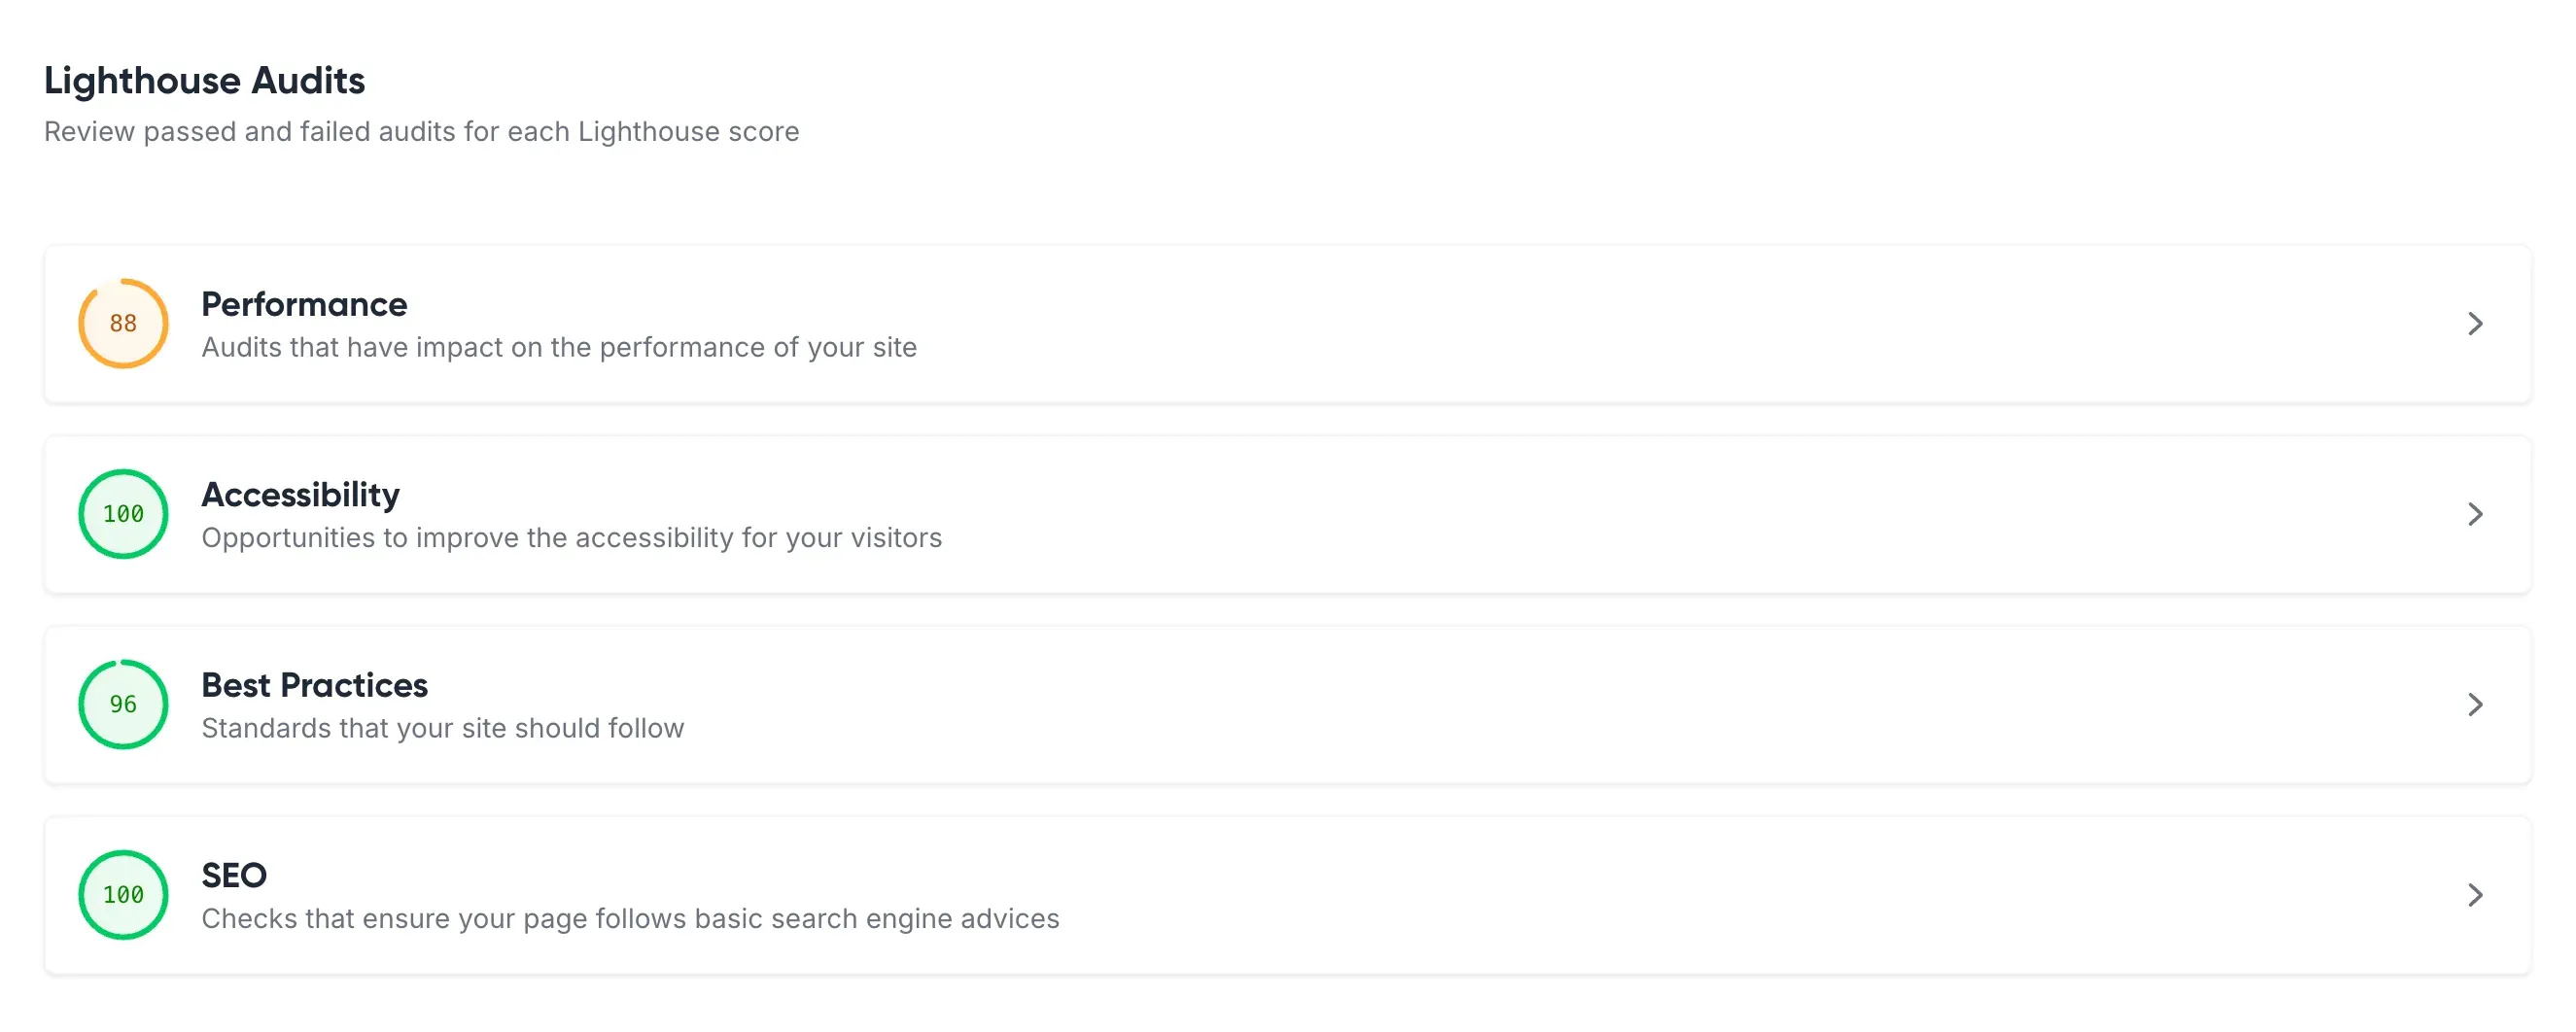 Lighthouse Audits
Review passed and failed audits for each Lighthouse score
88
Performance
Audits that have impact on the performance of your site
100
Accessibility
Opportunities to improve the accessibility for your visitors
96
Best Practices
Standards that your site should follow
100
SEO
Checks that ensure your page follows basic search engine advices